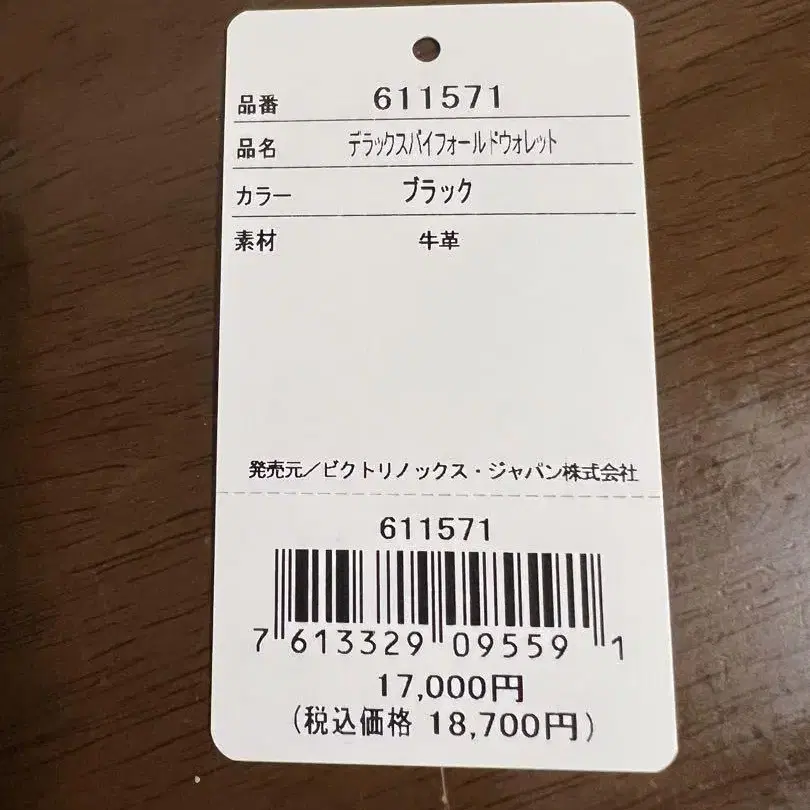 品番 611571
品名 デラックスバイフォールドウォレット
カラー ブラック
素材 牛革
発売元/ビクトリノックス・ジャパン株式会社
611571
7 613329 095591
17,000円
(税込価格 18,700円)